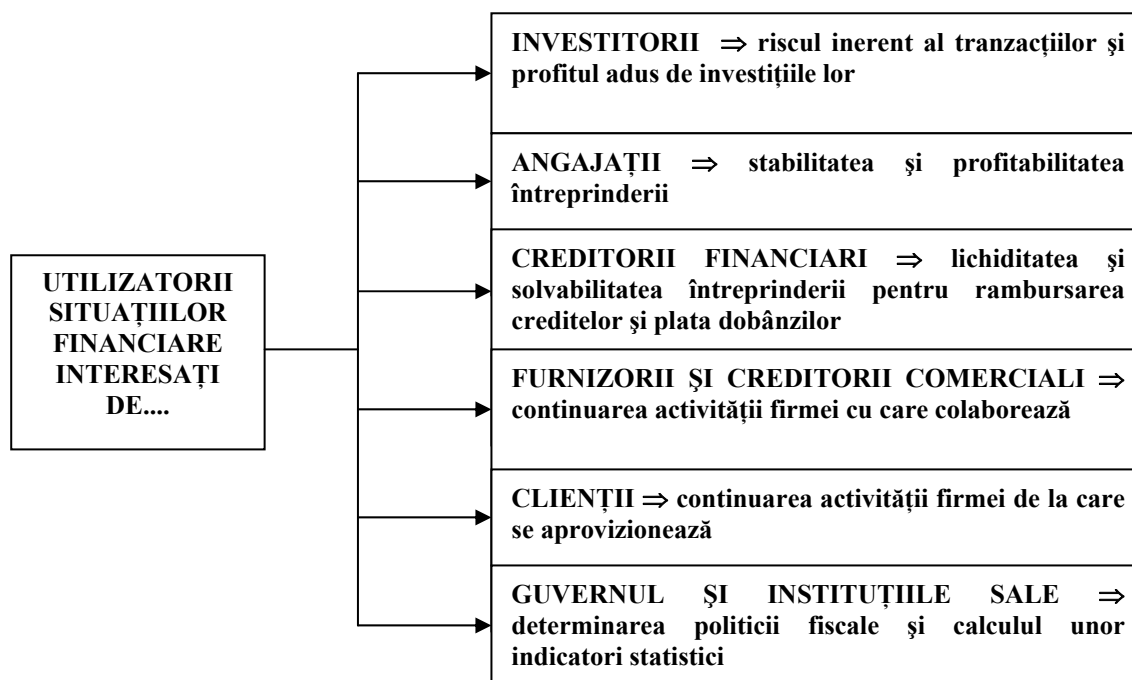 INVESTITORII ⇒ riscul inerent al tranzacțiilor şi
profitul adus de investițiile lor
ANGAJAȚII ⇒ stabilitatea şi profitabilitatea
întreprinderii
CREDITORII FINANCIARI ⇒ lichiditatea şi
solvabilitatea întreprinderii pentru rambursarea
creditelor şi plata dobânzilor
UTILIZATORII
SITUAȚIILOR
FINANCIARE
INTERESAȚI
DE....
FURNIZORII ŞI CREDITORII COMERCIALI ⇒
continuarea activității firmei cu care colaborează
CLIENȚII ⇒ continuarea activității firmei de la care
se aprovizionează
GUVERNUL ŞI INSTITUȚIILE SALE ⇒
determinarea politicii fiscale şi calculul unor
indicatori statistici